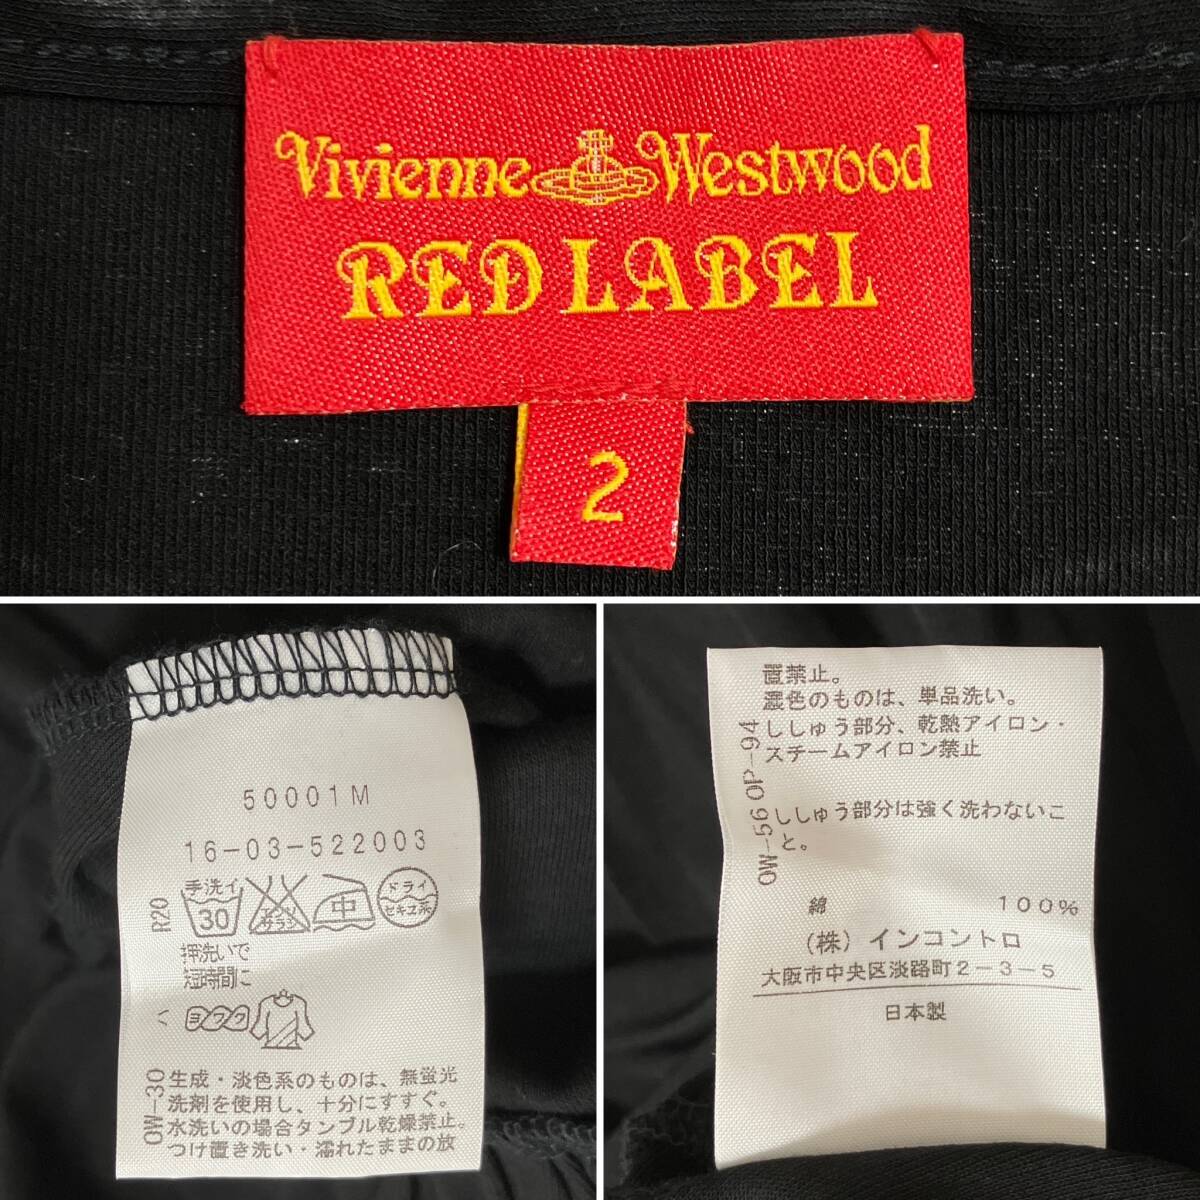 Vivienne Westwood
RED LABEL
2
50001M
16-03-522003
R20
手洗イ
30
エンソ
サラシ
中
ドライ
セキユ系
押洗いで
短時間に
ヨワク
生成・淡色系のものは、無蛍光
洗剤を使用し、十分にすすぐ。
水洗いの場合タンブル乾燥禁止。
つけ置き洗い・濡れたままの放
OW-30
置禁止。
濃色のものは、単品洗い。
ししゅう部分、乾熱アイロン・
スチームアイロン禁止
OW-56 OP-94
ししゅう部分は強く洗わないこ
と。
綿 100%
(株)インコントロ
大阪市中央区淡路町2-3-5
日本製